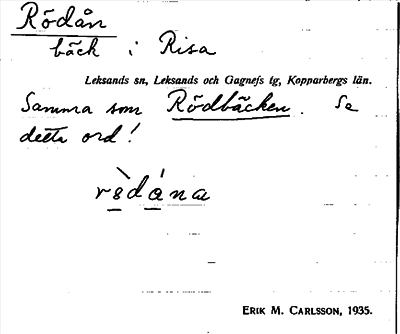 Rödån
bäck i Risa
Leksands sn, Leksands och Gagnefs tg, Kopparbergs län.
Samma som Rödbäcken. Se
detta ord!
ERIK M. CARLSSON, 1935.